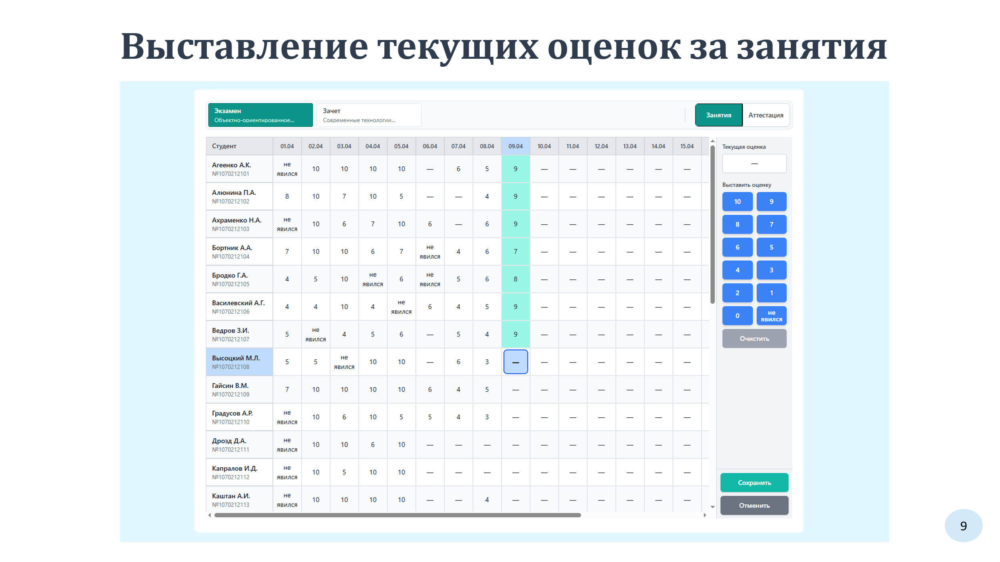 Выставление текущих оценок за занятия
Экзамен
Объектно-ориентированное...
Зачет
Современные технологии...
Занятия
Аттестация
Студент 01.04 02.04 03.04 04.04 05.04 06.04 07.04 08.04 09.04 10.04 11.04 12.04 13.04 14.04 15.04
Агеенко А.К. №1070212101 не явился 10 10 10 10 — 6 5 9 — — — — — —
Алюнина П.А. №1070212102 8 10 7 10 5 — — 4 9 — — — — — —
Ахраменко Н.А. №1070212103 не явился 10 6 7 10 6 — 6 9 — — — — — —
Бортник А.А. №1070212104 7 10 10 6 7 не явился 4 6 7 — — — — — —
Бродко Г.А. №1070212105 4 5 10 не явился 6 не явился 5 6 8 — — — — — —
Василевский А.Г. №1070212106 4 4 10 4 не явился 6 4 5 9 — — — — — —
Ведров З.И. №1070212107 5 не явился 4 5 6 — 5 4 9 — — — — — —
Высоцкий М.Л. №1070212108 5 5 не явился 10 10 — 6 3 — — — — — — —
Гайсин В.М. №1070212109 7 10 10 10 10 6 4 5 — — — — — — —
Градусов А.Р. №1070212110 не явился 10 6 10 5 5 4 3 — — — — — — —
Дрозд Д.А. №1070212111 не явился 10 10 6 10 — — — — — — — — — —
Капралов И.Д. №1070212112 не явился 10 5 10 10 — — — — — — — — — —
Каштан А.И. №1070212113 не явился 10 10 10 10 — — 4 — — — — — — —
Текущая оценка
—
Выставить оценку
10 9
8 7
6 5
4 3
2 1
0 не явился
Очистить
Сохранить
Отменить
9